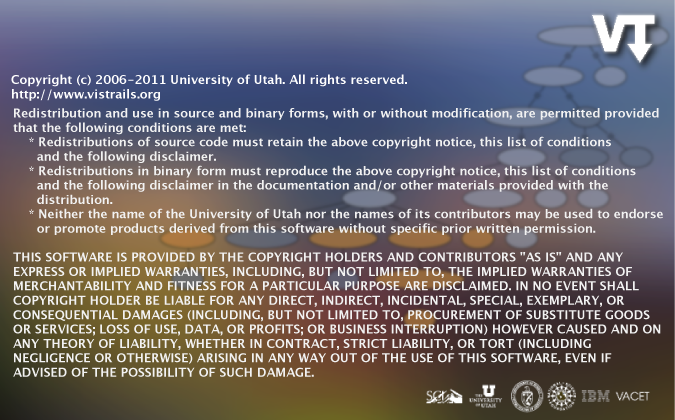 VT
Copyright (c) 2006-2011 University of Utah. All rights reserved.
http://www.vistrails.org
Redistribution and use in source and binary forms, with or without modification, are permitted provided
that the following conditions are met:
* Redistributions of source code must retain the above copyright notice, this list of conditions
and the following disclaimer.
* Redistributions in binary form must reproduce the above copyright notice, this list of conditions
and the following disclaimer in the documentation and/or other materials provided with the
distribution.
* Neither the name of the University of Utah nor the names of its contributors may be used to endorse
or promote products derived from this software without specific prior written permission.
THIS SOFTWARE IS PROVIDED BY THE COPYRIGHT HOLDERS AND CONTRIBUTORS "AS IS" AND ANY
EXPRESS OR IMPLIED WARRANTIES, INCLUDING, BUT NOT LIMITED TO, THE IMPLIED WARRANTIES OF
MERCHANTABILITY AND FITNESS FOR A PARTICULAR PURPOSE ARE DISCLAIMED. IN NO EVENT SHALL
COPYRIGHT HOLDER BE LIABLE FOR ANY DIRECT, INDIRECT, INCIDENTAL, SPECIAL, EXEMPLARY, OR
CONSEQUENTIAL DAMAGES (INCLUDING, BUT NOT LIMITED TO, PROCUREMENT OF SUBSTITUTE GOODS
OR SERVICES; LOSS OF USE, DATA, OR PROFITS; OR BUSINESS INTERRUPTION) HOWEVER CAUSED AND ON
ANY THEORY OF LIABILITY, WHETHER IN CONTRACT, STRICT LIABILITY, OR TORT (INCLUDING
NEGLIGENCE OR OTHERWISE) ARISING IN ANY WAY OUT OF THE USE OF THIS SOFTWARE, EVEN IF
ADVISED OF THE POSSIBILITY OF SUCH DAMAGE.
SCI THE UNIVERSITY OF UTAH IBM VACET